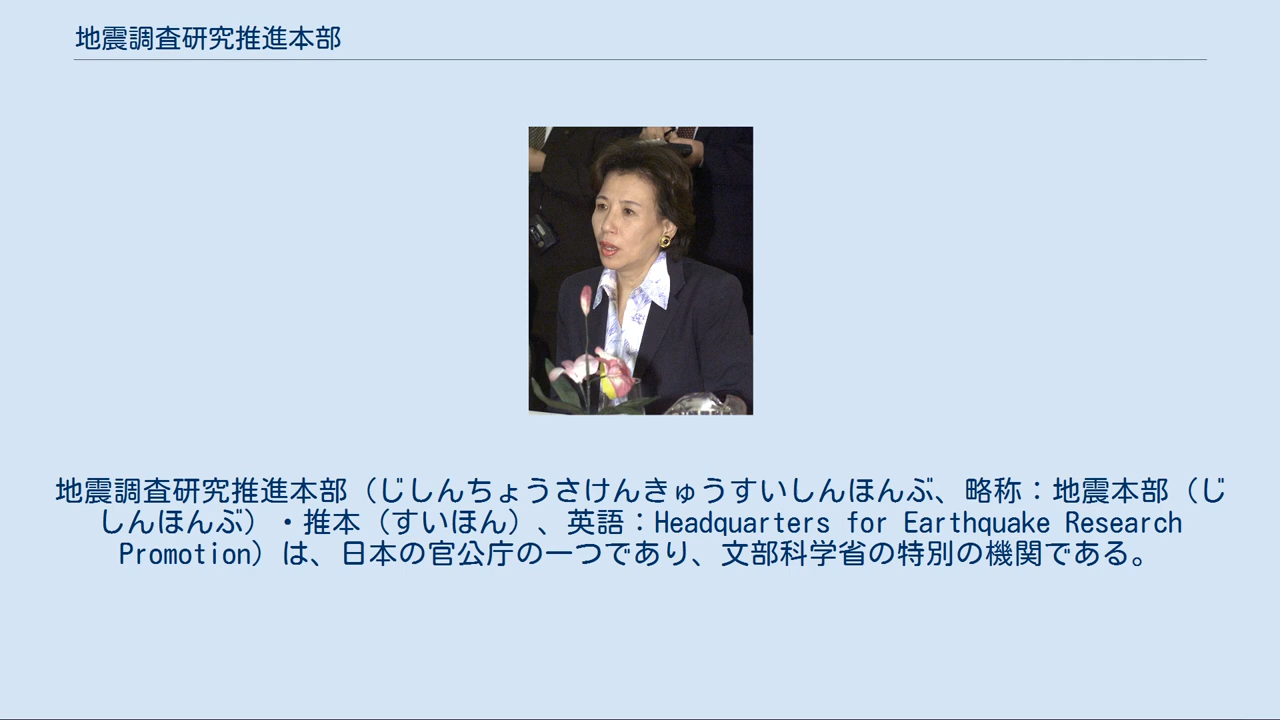 地震調査研究推進本部
地震調査研究推進本部（じしんちょうさけんきゅうすいしんほんぶ、略称：地震本部（じ
しんほんぶ）・推本（すいほん）、英語：Headquarters for Earthquake Research
Promotion）は、日本の官公庁の一つであり、文部科学省の特別の機関である。